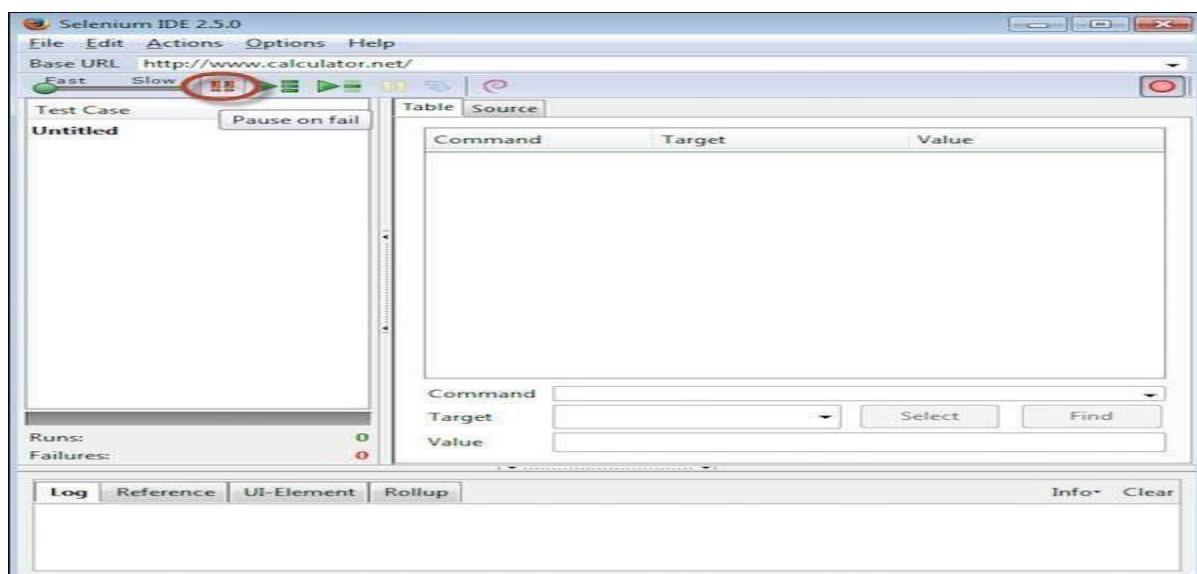 Selenium IDE 2.5.0
File Edit Actions Options Help
Base URL http://www.calculator.net/
Fast Slow
Pause on fail
Test Case
Untitled
Table Source
Command Target Value
Command
Target Select Find
Value
Runs: 0
Failures: 0
Log Reference UI-Element Rollup Info Clear